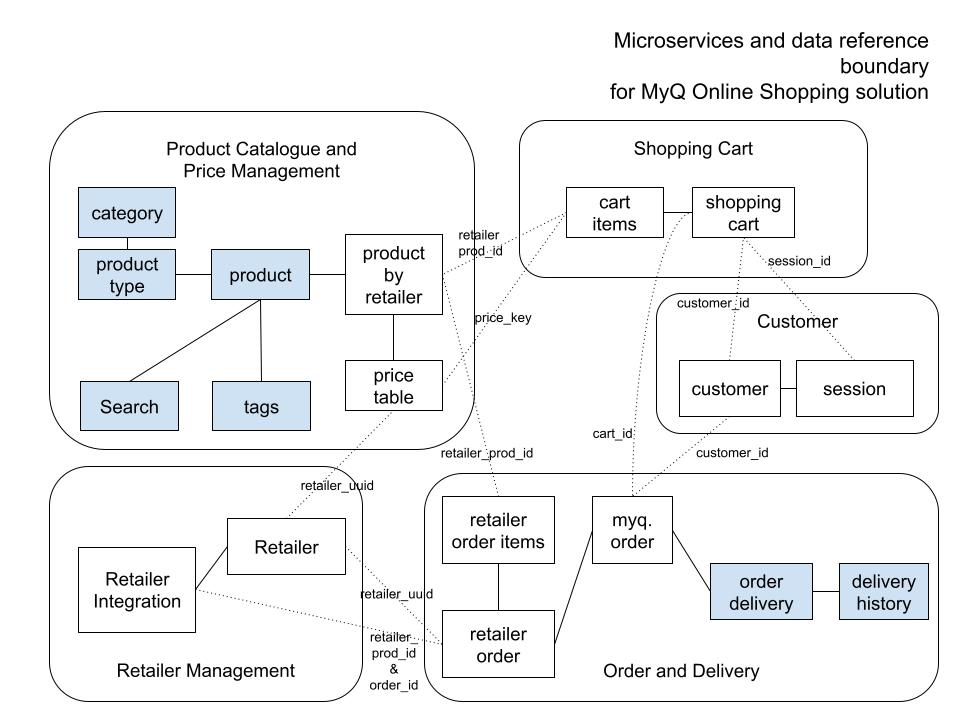 Microservices and data reference
boundary
for MyQ Online Shopping solution
Product Catalogue and
Price Management
category
product
type
product
product
by
retailer
Search
tags
price
table
Shopping Cart
cart
items
shopping
cart
retailer
prod_id
price_key
session_id
customer_id
Customer
customer
session
cart_id
customer_id
retailer_prod_id
retailer_uuid
Retailer
Retailer
Integration
Retailer Management
retailer_uuid
retailer_
prod_id
&
order_id
retailer
order items
myq.
order
order
delivery
delivery
history
retailer
order
Order and Delivery